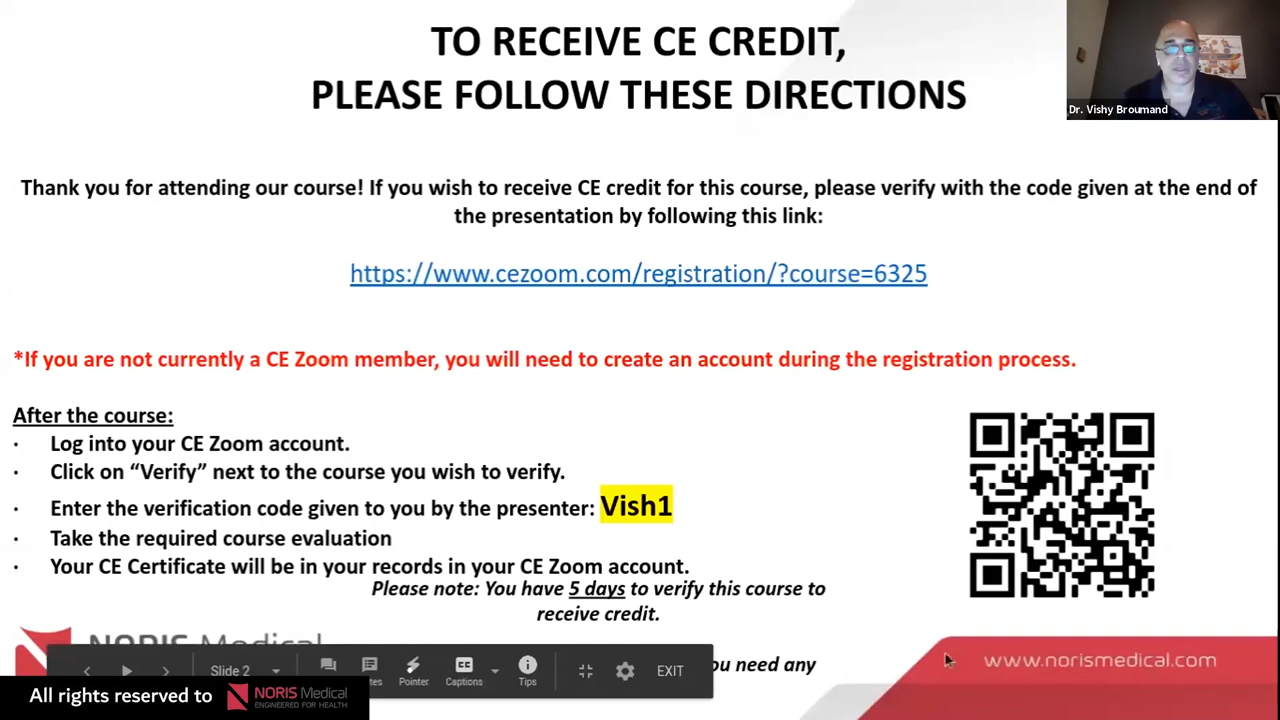 TO RECEIVE CE CREDIT,
PLEASE FOLLOW THESE DIRECTIONS
Dr. Vishy Broumand
Thank you for attending our course! If you wish to receive CE credit for this course, please verify with the code given at the end of
the presentation by following this link:
https://www.cezoom.com/registration/?course=6325
*If you are not currently a CE Zoom member, you will need to create an account during the registration process.
After the course:
· Log into your CE Zoom account.
· Click on “Verify” next to the course you wish to verify.
· Enter the verification code given to you by the presenter: Vish1
· Take the required course evaluation
· Your CE Certificate will be in your records in your CE Zoom account.
Please note: You have 5 days to verify this course to
receive credit.
NORIS Medical
you need any
Slide 2
Pointer
Captions
Tips
EXIT
www.norismedical.com
All rights reserved to NORIS Medical
ENGINEERED FOR HEALTH